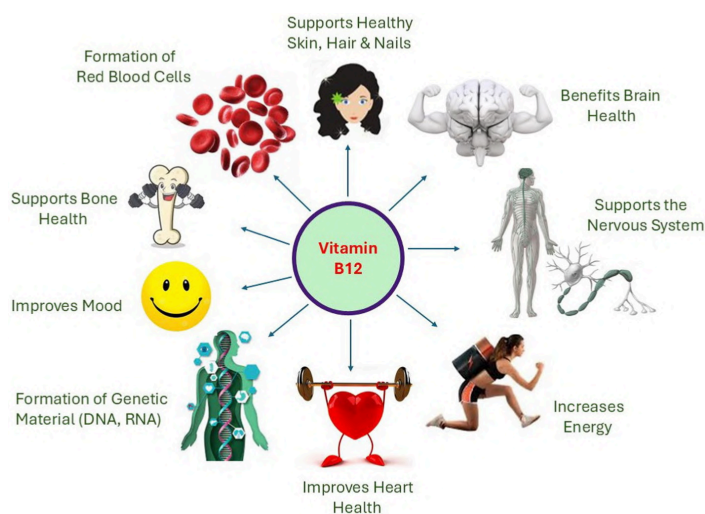 Supports Healthy
Skin, Hair & Nails
Formation of
Red Blood Cells
Benefits Brain
Health
Supports Bone
Health
Supports the
Nervous System
Vitamin
B12
Improves Mood
Formation of Genetic
Material (DNA, RNA)
Increases
Energy
Improves Heart
Health